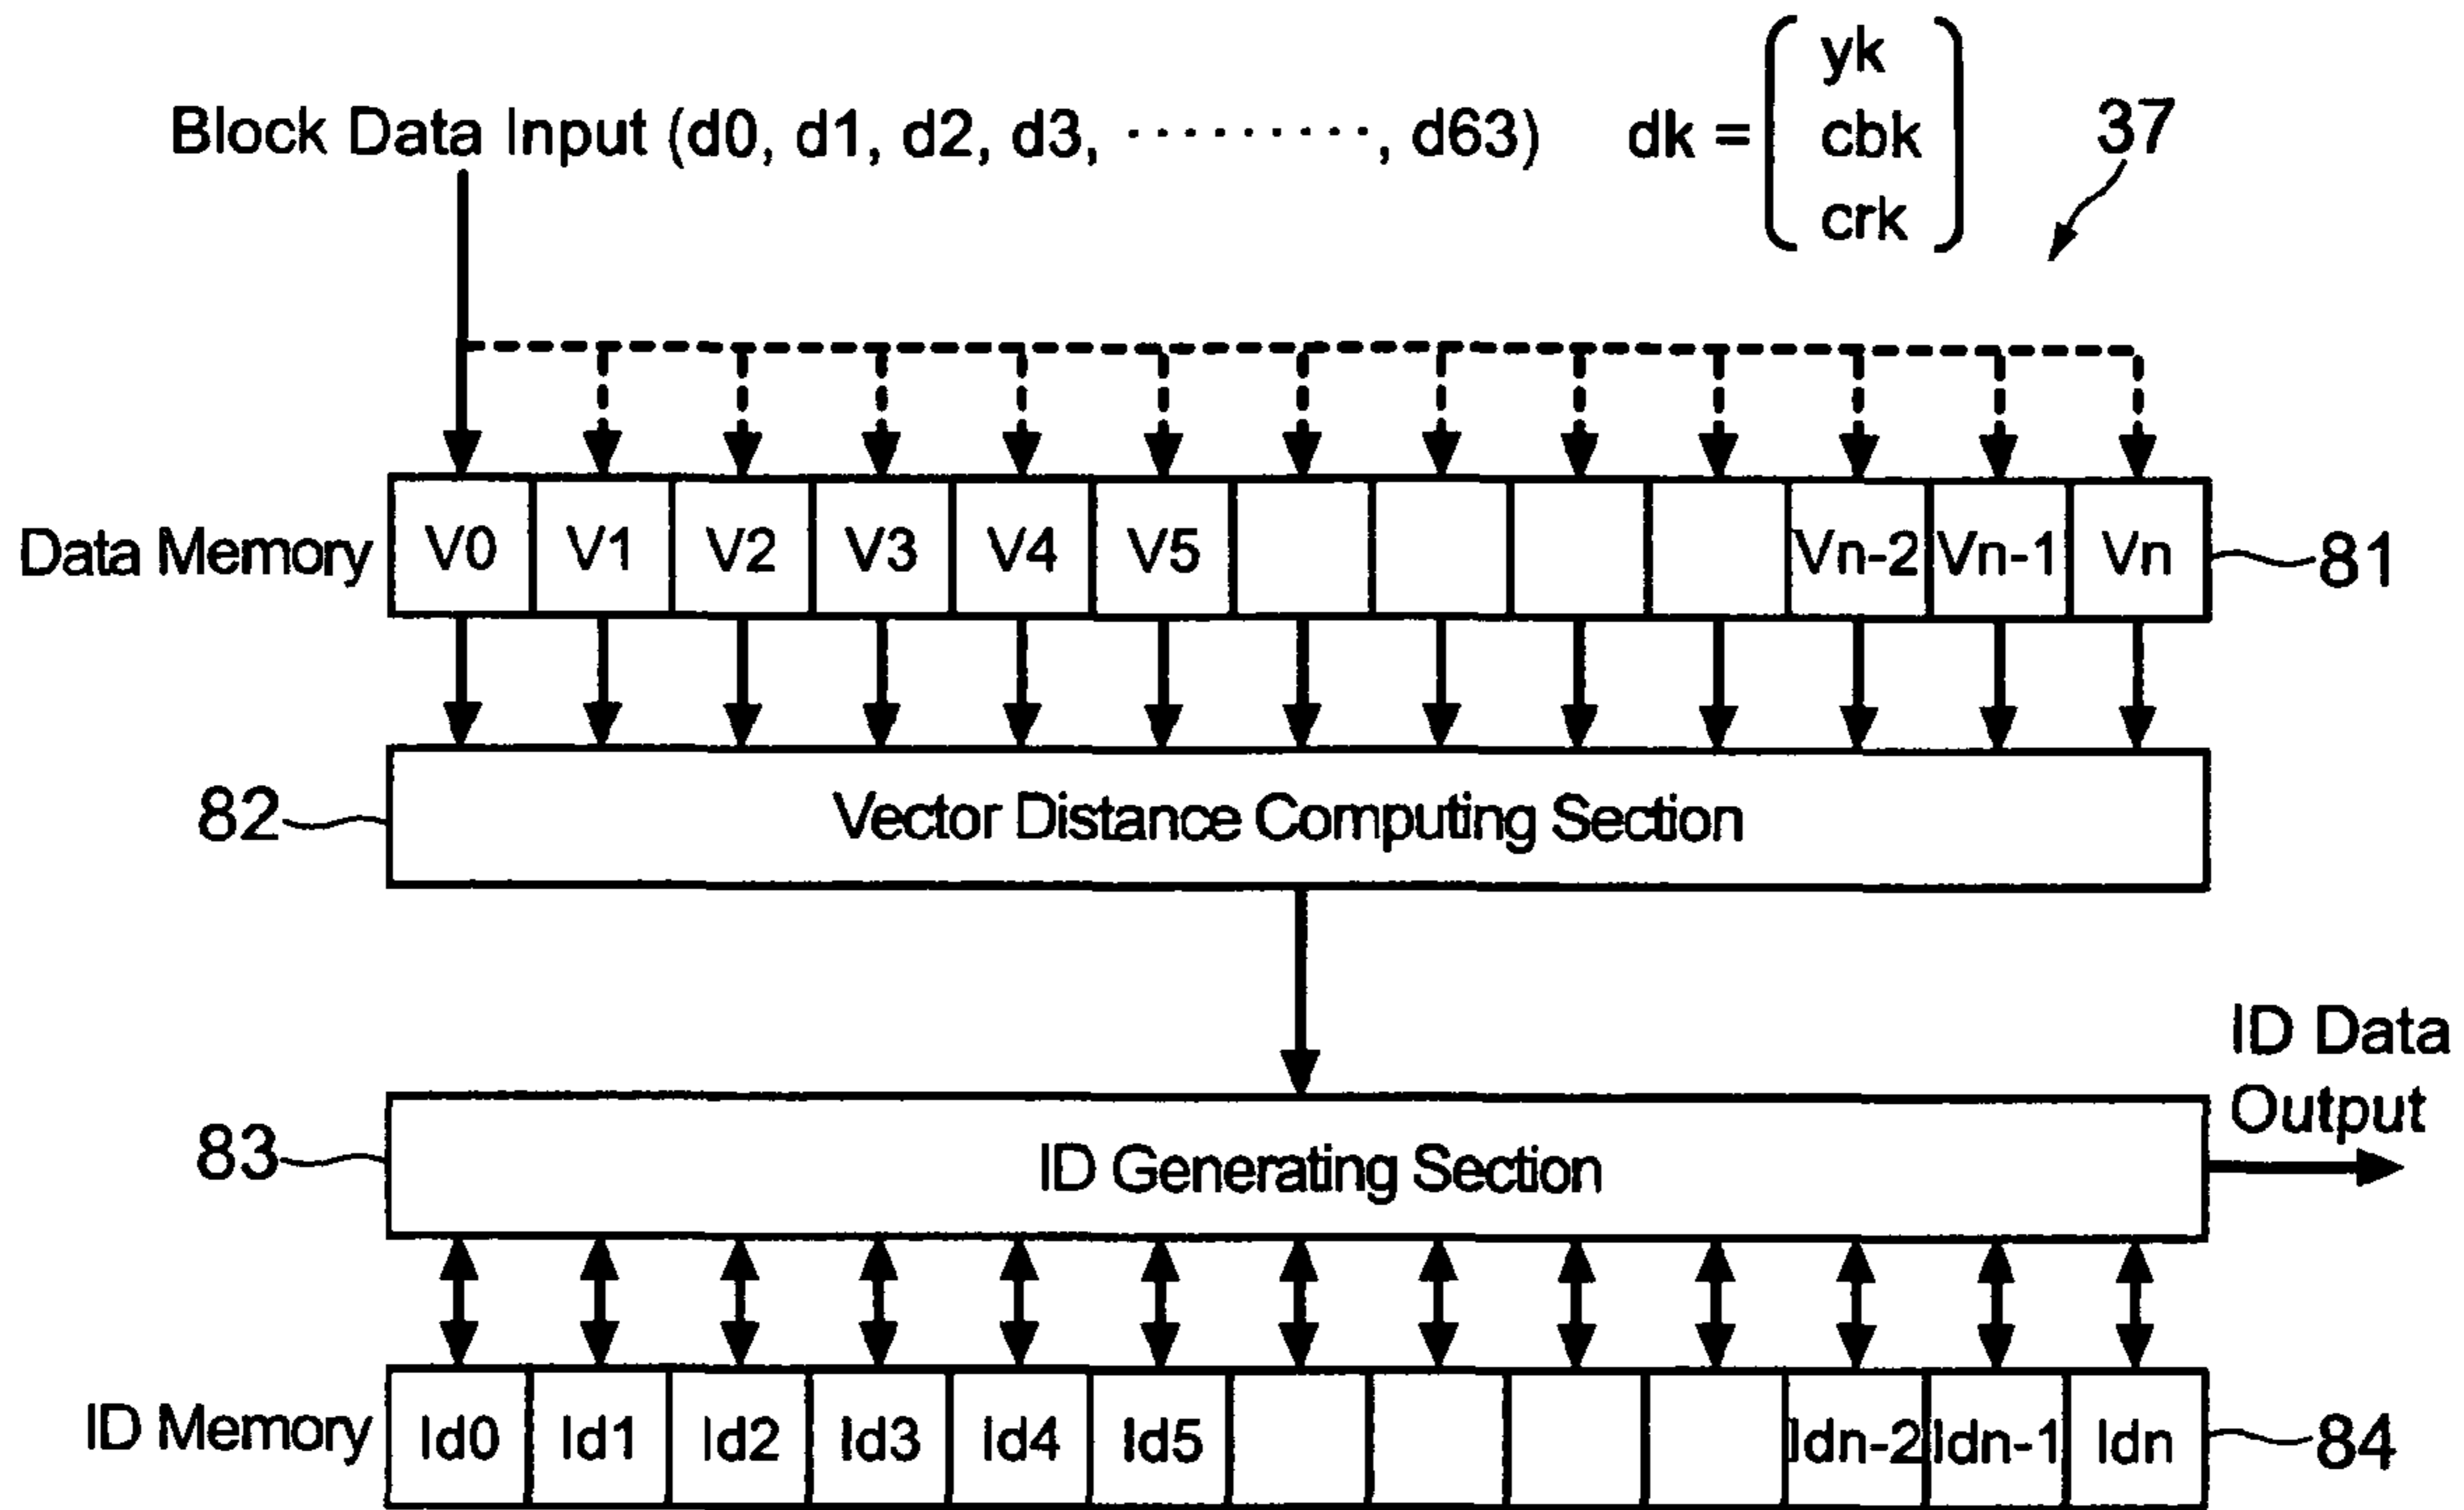 Block Data Input (d0, d1, d2, d3, ·········· , d63) dk = ( yk
cbk
crk )
37
Data Memory V0 V1 V2 V3 V4 V5 Vn-2 Vn-1 Vn 81
82 Vector Distance Computing Section
ID Data
Output
83 ID Generating Section
ID Memory Id0 Id1 Id2 Id3 Id4 Id5 Idn-2 Idn-1 Idn 84